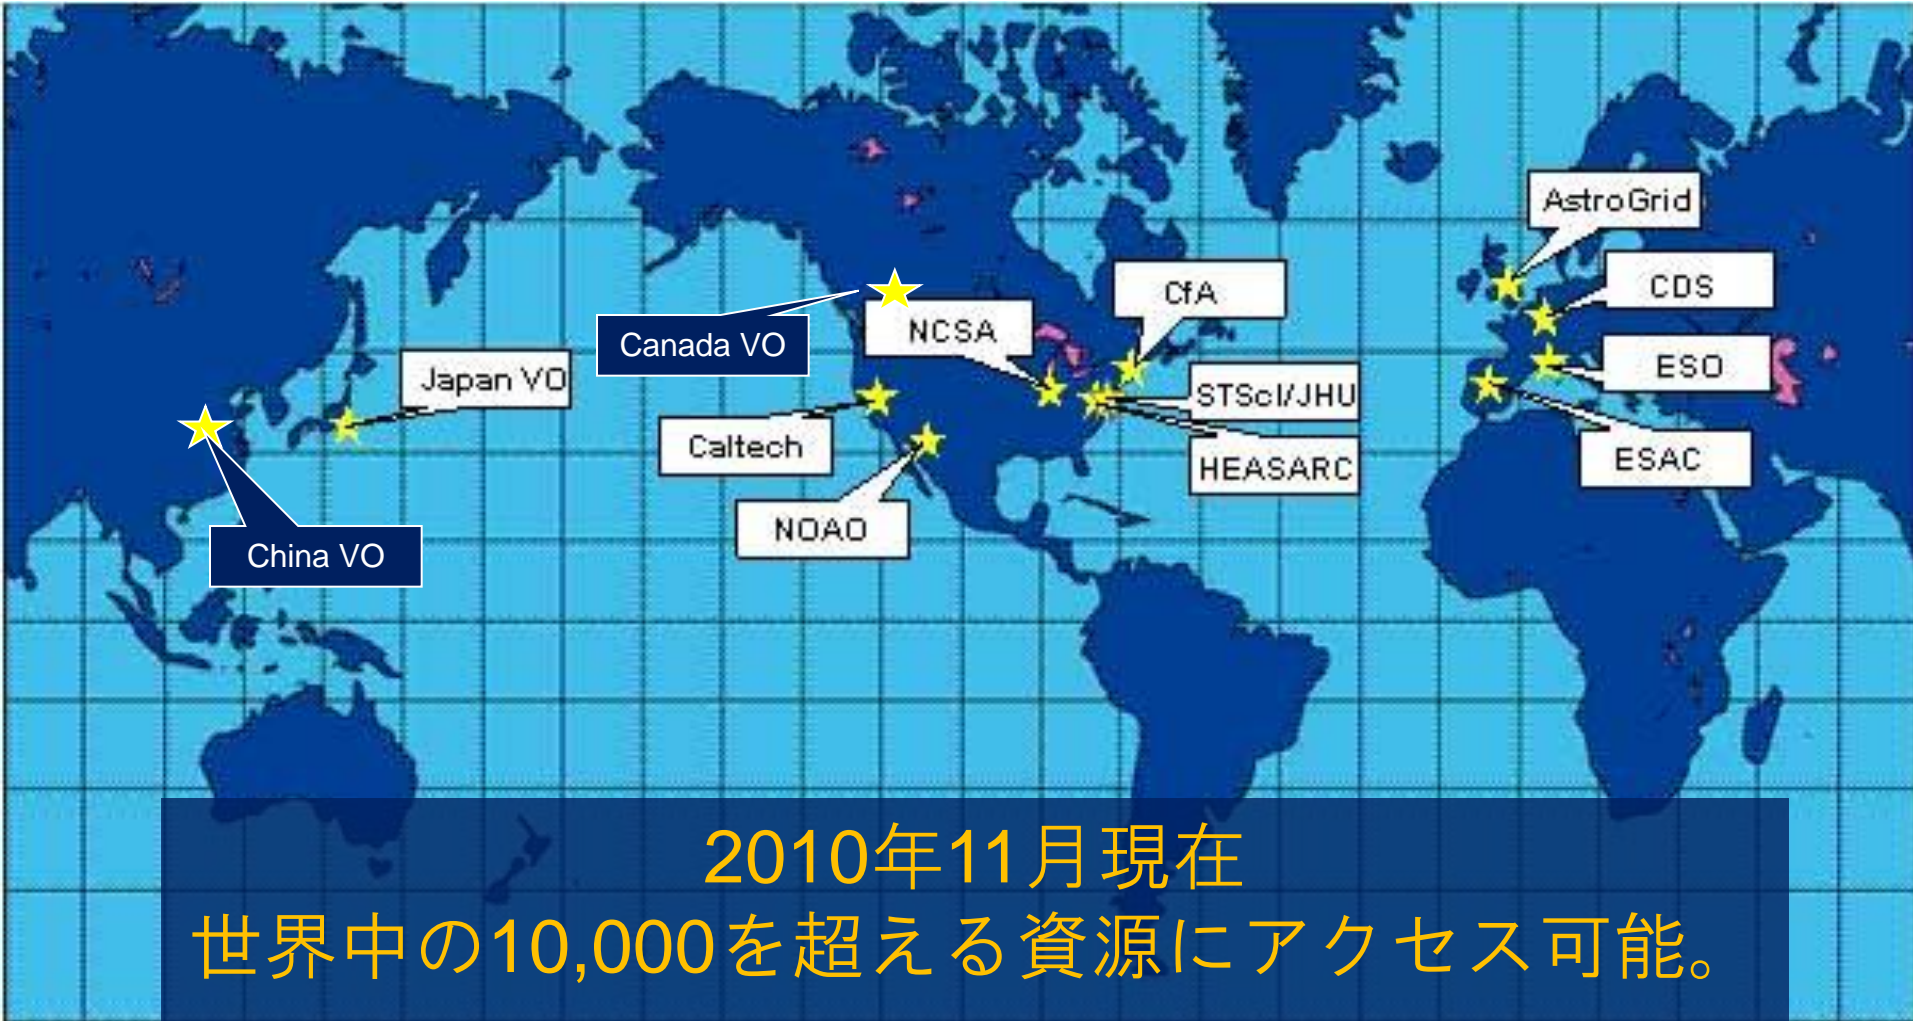 AstroGrid
CDS
CfA
NCSA
Canada VO
Japan VO
ESO
STScI/JHU
Caltech
HEASARC
ESAC
NOAO
China VO
2010年11月現在
世界中の10,000を超える資源にアクセス可能。